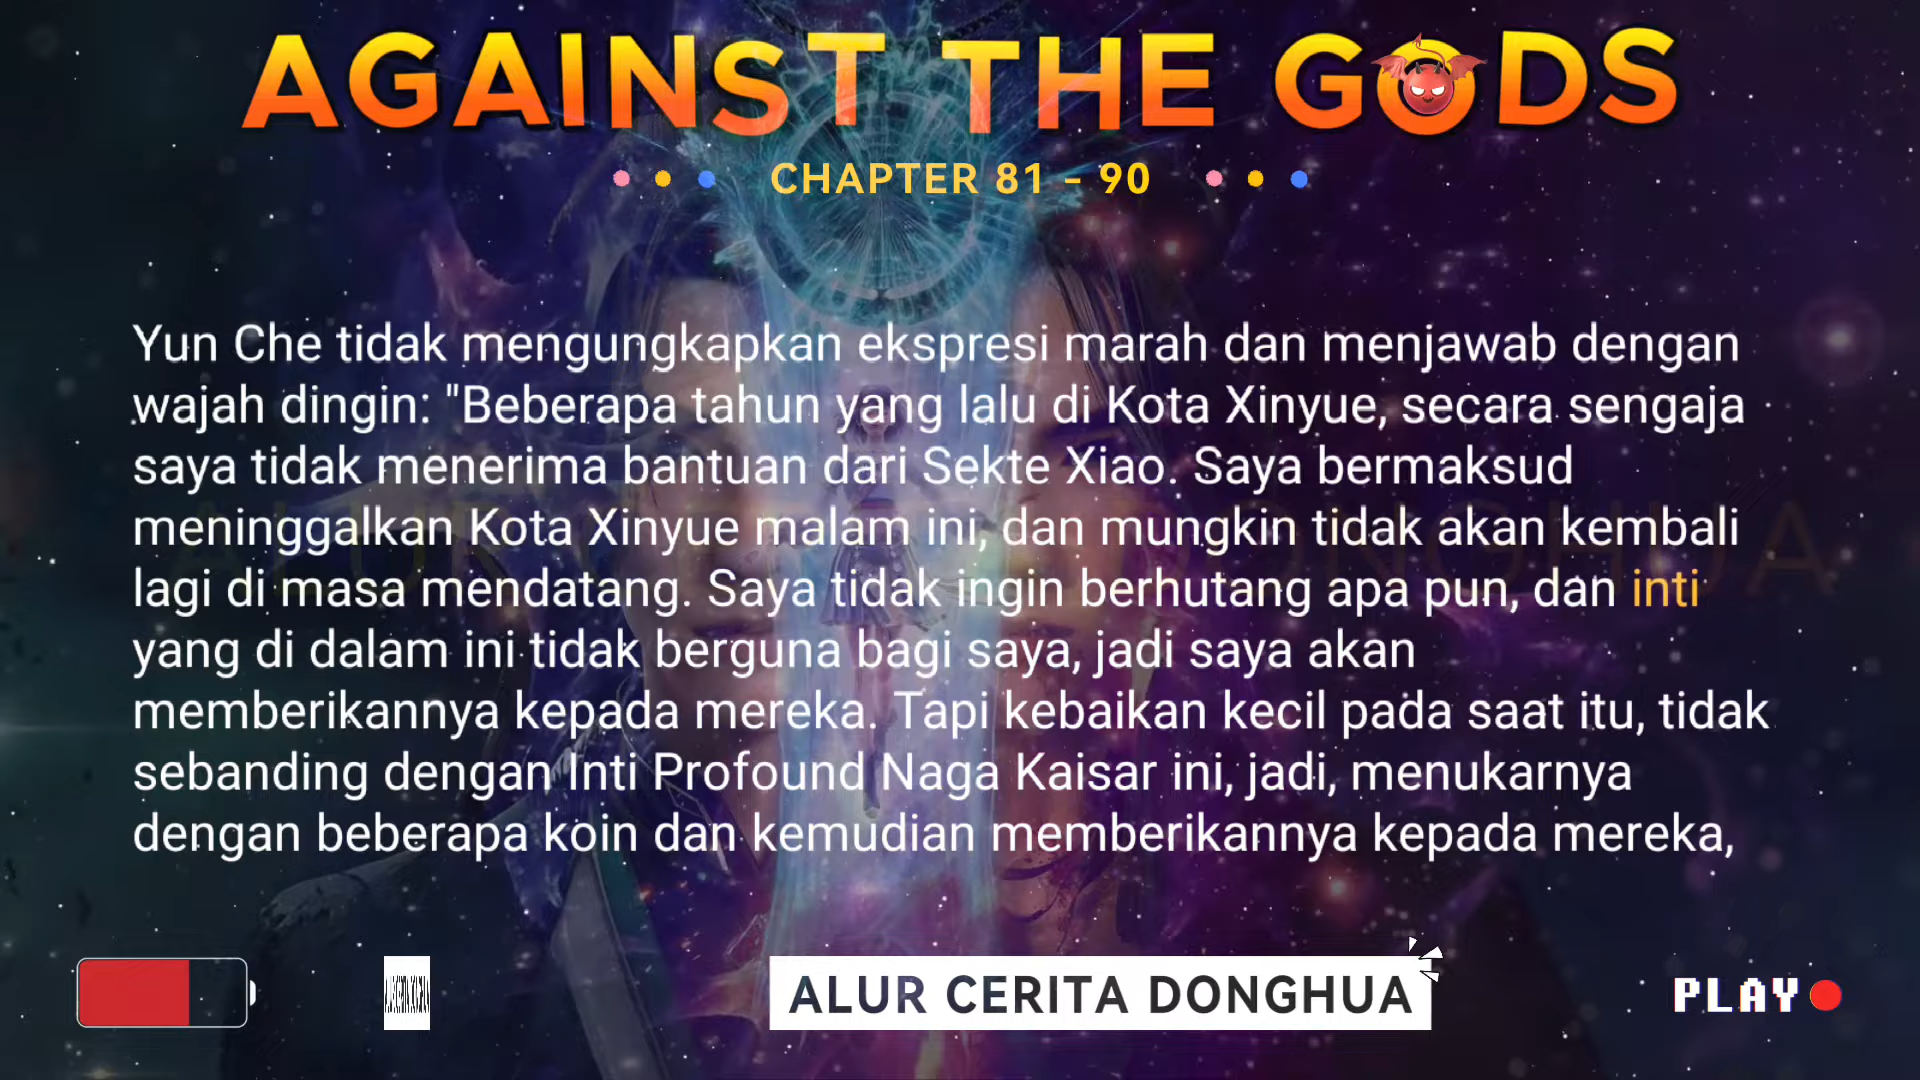 AGAINST THE GODS
CHAPTER 81 - 90
Yun Che tidak mengungkapkan ekspresi marah dan menjawab dengan
wajah dingin: "Beberapa tahun yang lalu di Kota Xinyue, secara sengaja
saya tidak menerima bantuan dari Sekte Xiao. Saya bermaksud
meninggalkan Kota Xinyue malam ini, dan mungkin tidak akan kembali
lagi di masa mendatang. Saya tidak ingin berhutang apa pun, dan inti
yang di dalam ini tidak berguna bagi saya, jadi saya akan
memberikannya kepada mereka. Tapi kebaikan kecil pada saat itu, tidak
sebanding dengan Inti Profound Naga Kaisar ini, jadi, menukarnya
dengan beberapa koin dan kemudian memberikannya kepada mereka,
ALUR CERITA DONGHUA
PLAY